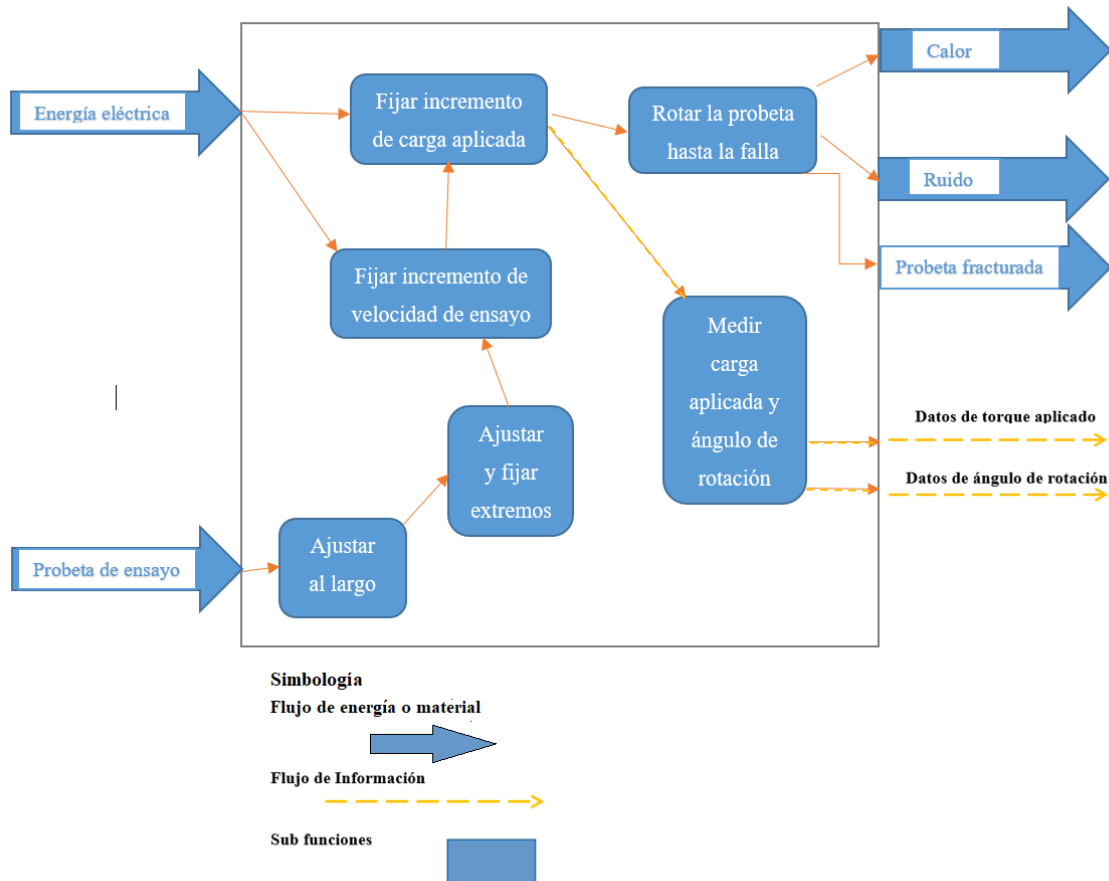 Calor
Energía eléctrica
Fijar incremento
de carga aplicada
Rotar la probeta
hasta la falla
Ruido
Probeta fracturada
Fijar incremento de
velocidad de ensayo
Medir
carga
aplicada y
ángulo de
rotación
Datos de torque aplicado
Datos de ángulo de rotación
Ajustar
y fijar
extremos
Probeta de ensayo
Ajustar
al largo
Simbología
Flujo de energía o material
Flujo de Información
Sub funciones